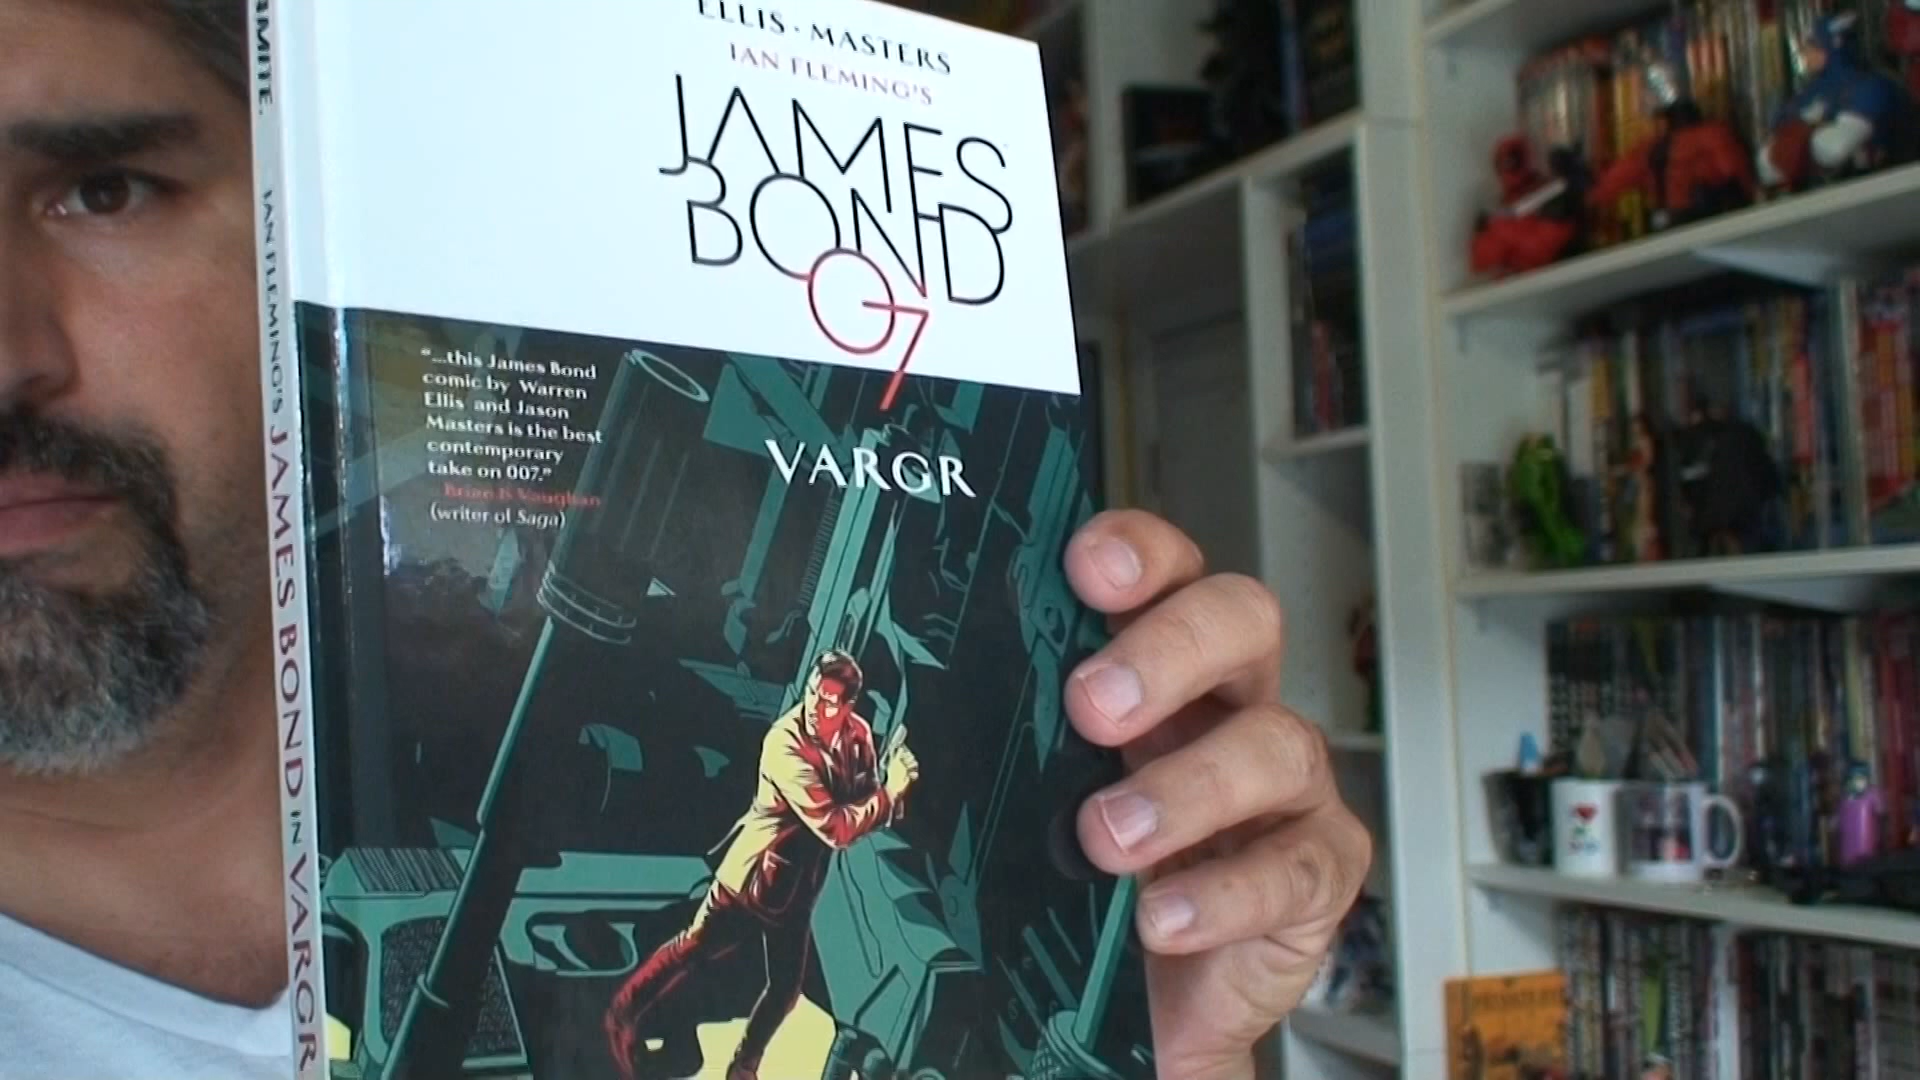 ELLIS · MASTERS
IAN FLEMING'S
JAMES
BOND
007
VARGR
"...this James Bond
comic by Warren
Ellis and Jason
Masters is the best
contemporary
take on 007."
Brian K Vaughan
(writer of Saga)
IAN FLEMING'S JAMES BOND IN VARGR